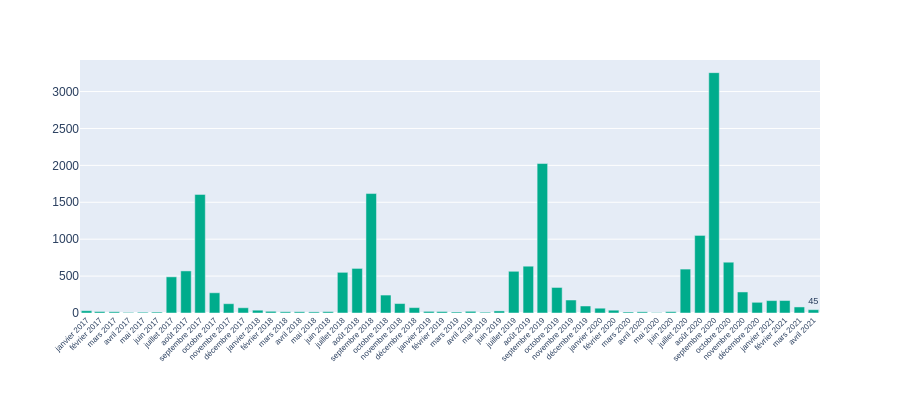 3000
2500
2000
1500
1000
500
0
45
janvier 2017
février 2017
mars 2017
avril 2017
mai 2017
juin 2017
juillet 2017
août 2017
septembre 2017
octobre 2017
novembre 2017
décembre 2017
janvier 2018
février 2018
mars 2018
avril 2018
mai 2018
juin 2018
juillet 2018
août 2018
septembre 2018
octobre 2018
novembre 2018
décembre 2018
janvier 2019
février 2019
mars 2019
avril 2019
mai 2019
juin 2019
juillet 2019
août 2019
septembre 2019
octobre 2019
novembre 2019
décembre 2019
janvier 2020
février 2020
mars 2020
avril 2020
mai 2020
juin 2020
juillet 2020
août 2020
septembre 2020
octobre 2020
novembre 2020
décembre 2020
janvier 2021
février 2021
mars 2021
avril 2021